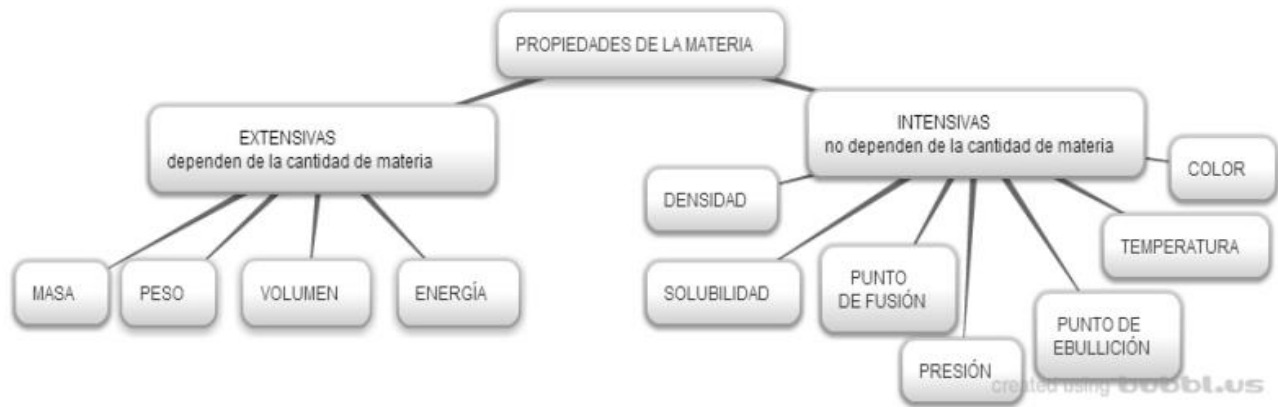 PROPIEDADES DE LA MATERIA
EXTENSIVAS
dependen de la cantidad de materia
INTENSIVAS
no dependen de la cantidad de materia
MASA
PESO
VOLUMEN
ENERGÍA
DENSIDAD
SOLUBILIDAD
PUNTO
DE FUSIÓN
PRESIÓN
PUNTO DE
EBULLICIÓN
TEMPERATURA
COLOR
created using bubbl.us